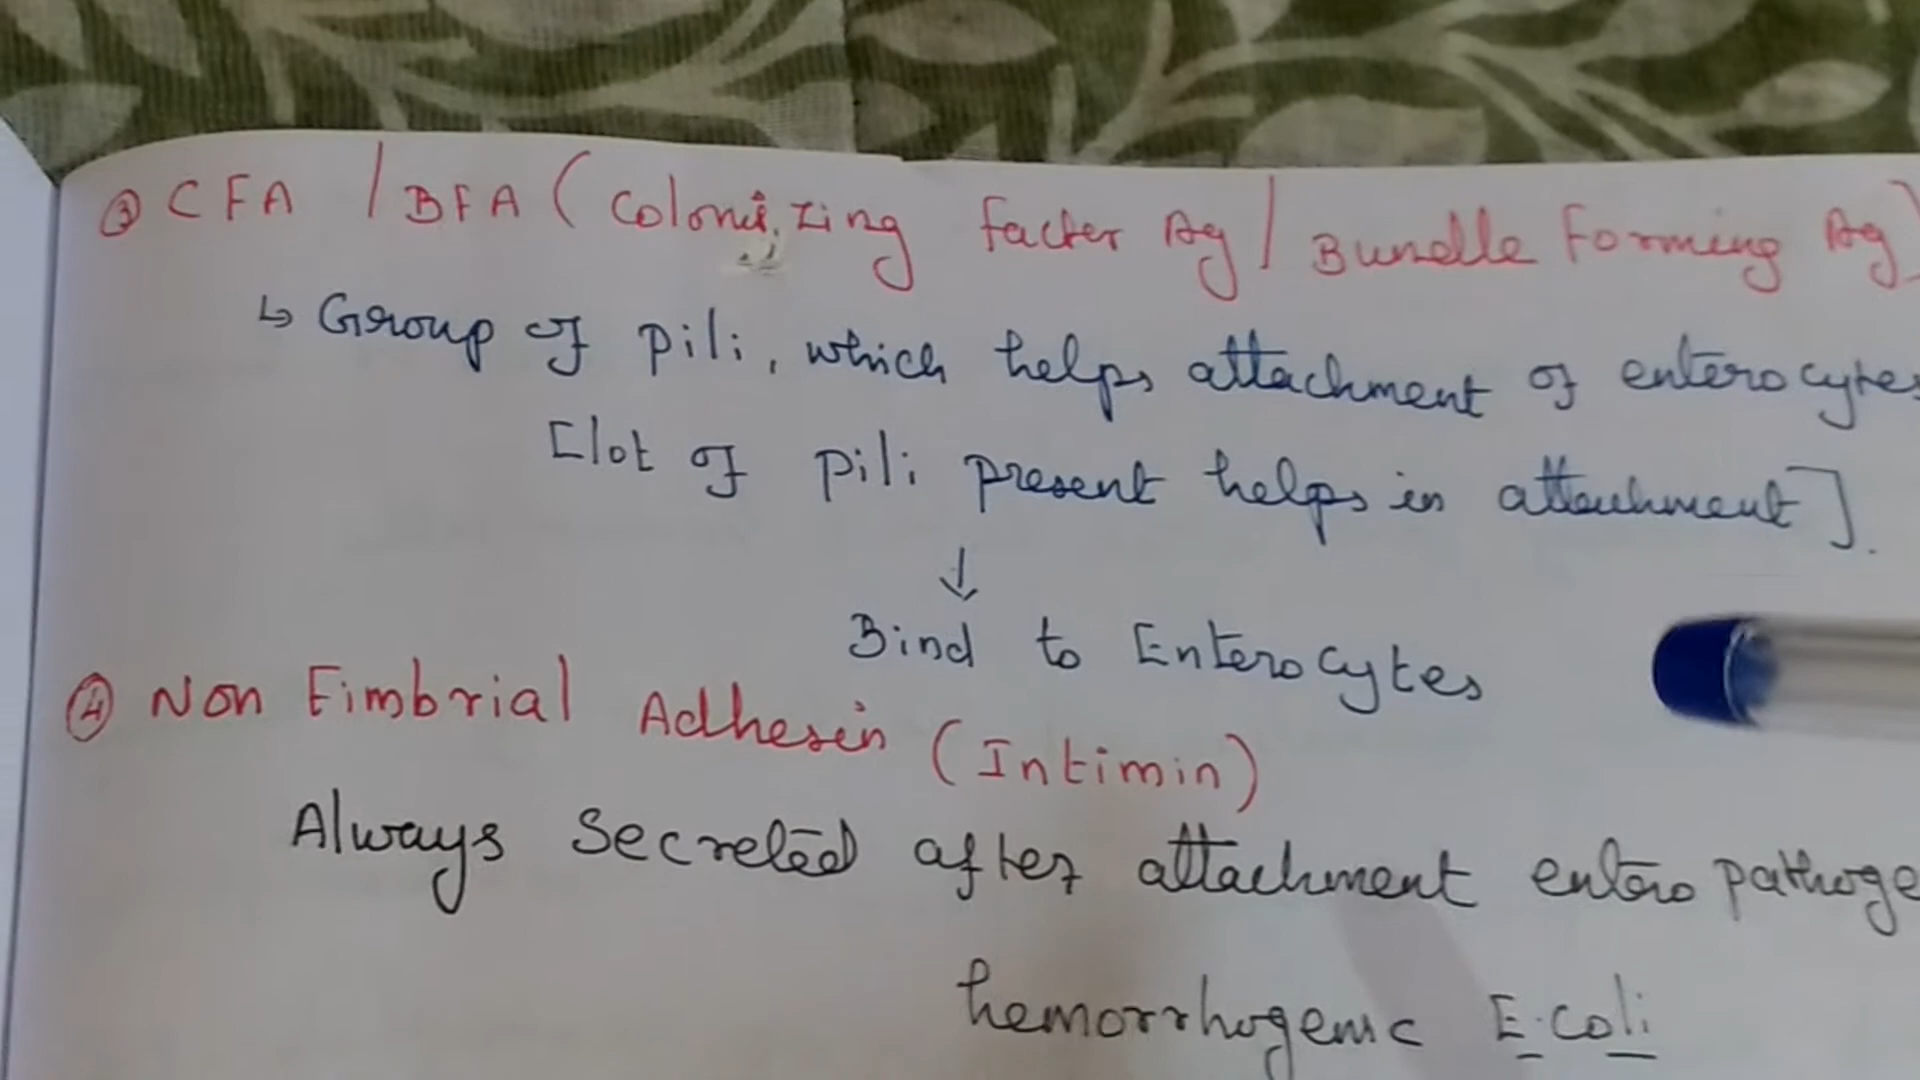 ③ CFA / BFA (Colonizing Facter Ag / Bundle Forming Ag)
↳ Group of pili, which helps attachment of enterocytes
[lot of pili present helps in attachment].
↓
Bind to Enterocytes
④ Non Fimbrial Adhesin (Intimin)
Always Secreted after attachment entero pathoge
hemorrhogenic E.coli